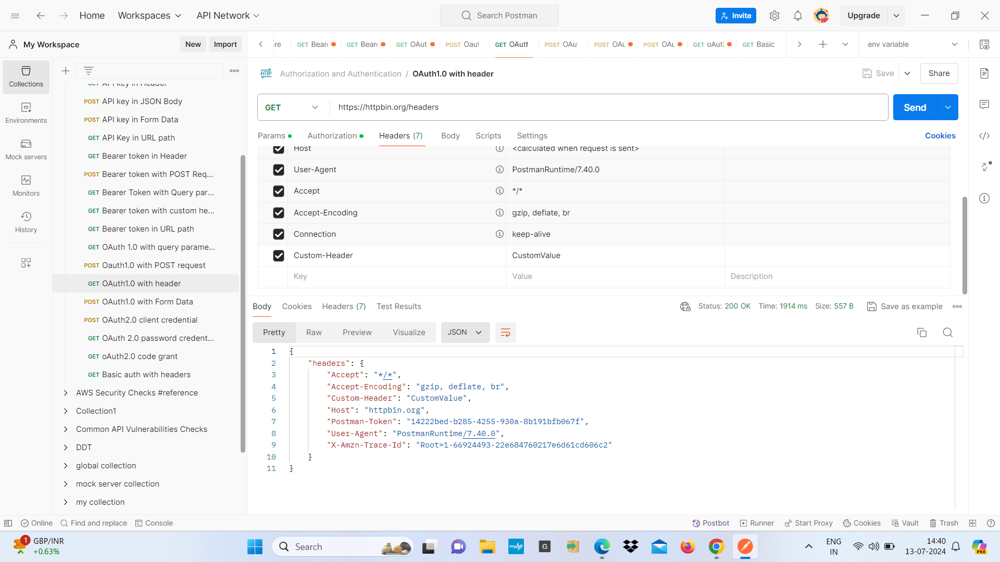 Home
Workspaces
API Network
Search Postman
Invite
Upgrade
My Workspace
New
Import
re
GET Bear
GET Bear
GET OAut
POST Oaut
GET OAuth
POST OAu
POST OAu
POST OAu
GET oAut
GET Basic
env variable
Collections
Environments
Mock servers
Monitors
History
API key in Header
POST API key in JSON Body
POST API key in Form Data
GET API Key in URL path
GET Bearer token in Header
POST Bearer token with POST Req...
GET Bearer Token with Query par...
GET Bearer token with custom he...
GET Bearer token in URL path
GET OAuth 1.0 with query parame...
POST Oauth1.0 with POST request
GET OAuth1.0 with header
POST OAuth1.0 with Form Data
POST OAuth2.0 client credential
GET OAuth 2.0 password credent...
GET oAuth2.0 code grant
GET Basic auth with headers
AWS Security Checks #reference
Collection1
Common API Vulnerabilities Checks
DDT
global collection
mock server collection
my collection
HTTP
Authorization and Authentication / OAuth1.0 with header
Save
Share
GET
https://httpbin.org/headers
Send
Params
Authorization
Headers (7)
Body
Scripts
Settings
Cookies
Host <calculated when request is sent>
User-Agent PostmanRuntime/7.40.0
Accept */*
Accept-Encoding gzip, deflate, br
Connection keep-alive
Custom-Header CustomValue
Key Value Description
Body
Cookies
Headers (7)
Test Results
Status: 200 OK
Time: 1914 ms
Size: 557 B
Save as example
Pretty
Raw
Preview
Visualize
JSON
1 {
2 "headers": {
3 "Accept": "*/*",
4 "Accept-Encoding": "gzip, deflate, br",
5 "Custom-Header": "CustomValue",
6 "Host": "httpbin.org",
7 "Postman-Token": "14222bed-b285-4255-930a-8b191bfb067f",
8 "User-Agent": "PostmanRuntime/7.40.0",
9 "X-Amzn-Trace-Id": "Root=1-66924493-22e684760217e6d61cd606c2"
10 }
11 }
Online
Find and replace
Console
Postbot
Runner
Start Proxy
Cookies
Vault
Trash
1
GBP/INR
+0.63%
Search
myhp
G
ENG
IN
14:40
13-07-2024
PRE